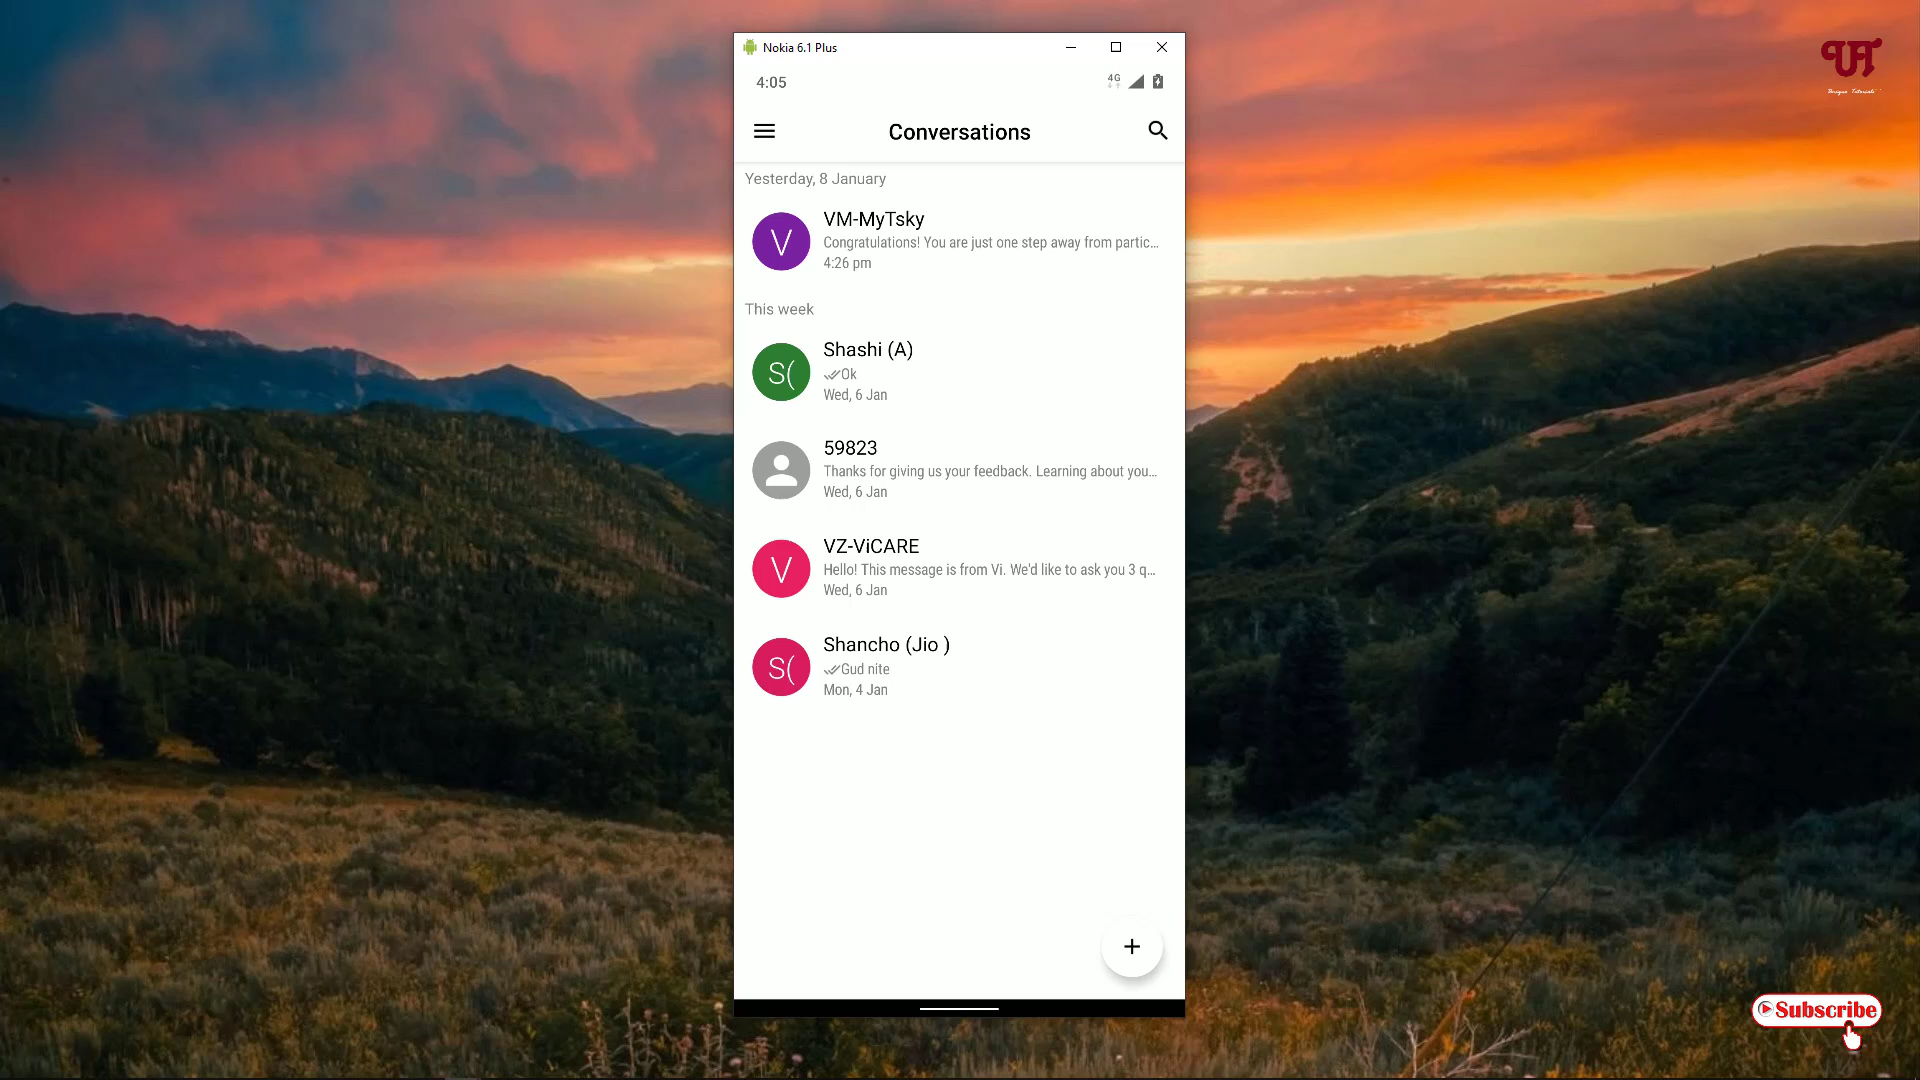 Nokia 6.1 Plus
4:05
4G
Conversations
Yesterday, 8 January
V
VM-MyTsky
Congratulations! You are just one step away from partic...
4:26 pm
This week
S(
Shashi (A)
Ok
Wed, 6 Jan
59823
Thanks for giving us your feedback. Learning about you...
Wed, 6 Jan
V
VZ-ViCARE
Hello! This message is from Vi. We'd like to ask you 3 q...
Wed, 6 Jan
S(
Shancho (Jio )
Gud nite
Mon, 4 Jan
+
UT
Unique Tutorials
Subscribe